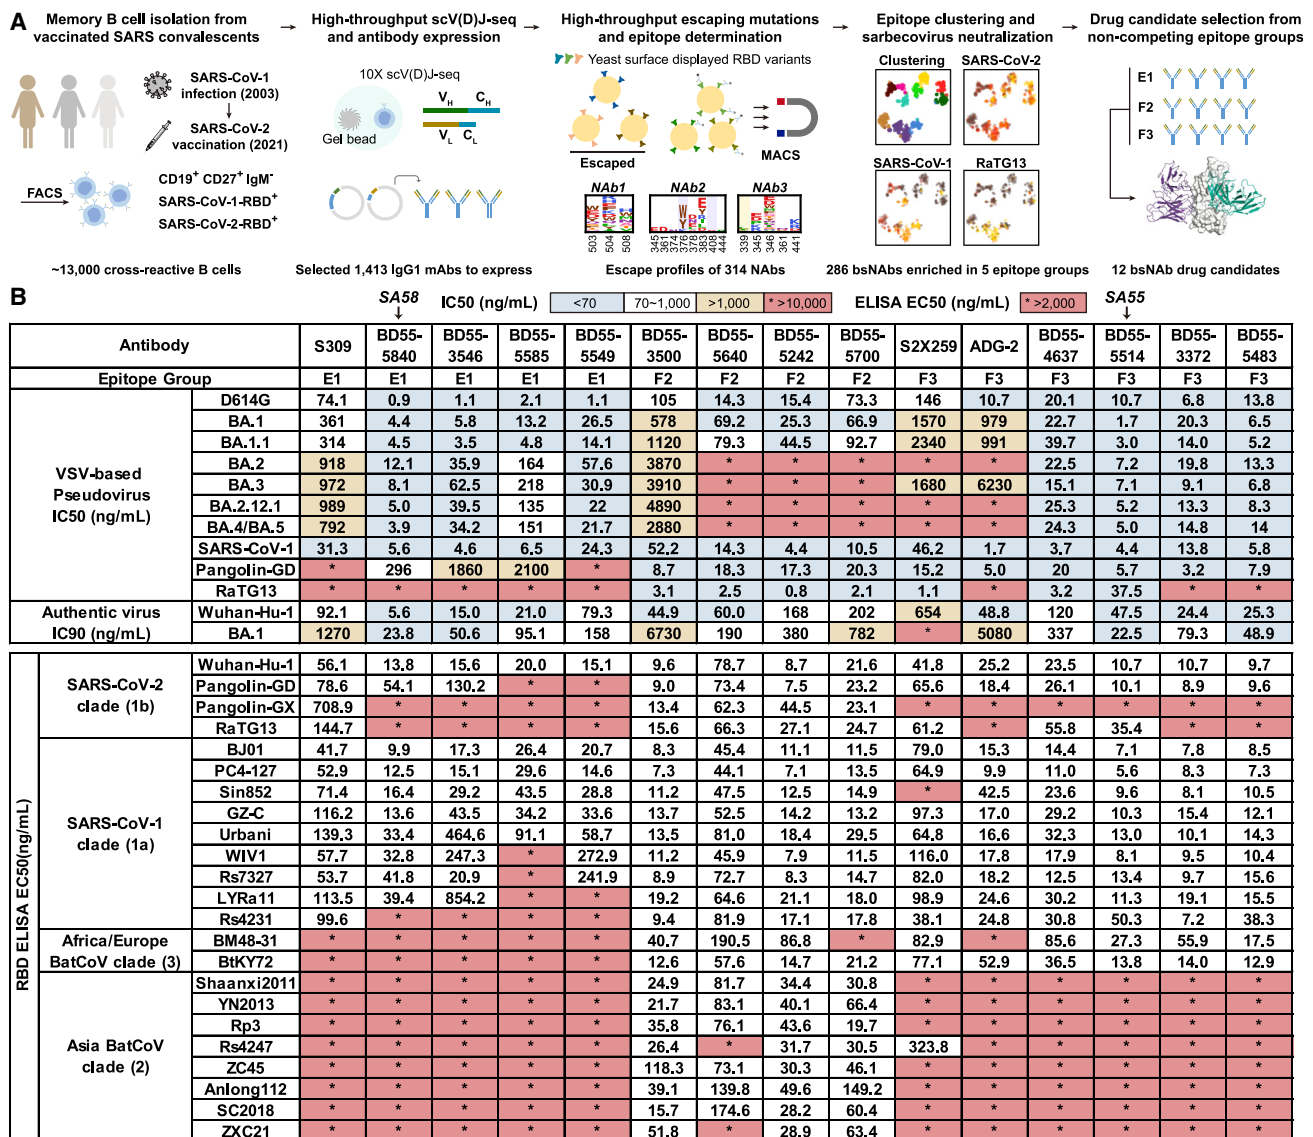 A
Memory B cell isolation from
vaccinated SARS convalescents
High-throughput scV(D)J-seq
and antibody expression
High-throughput escaping mutations
and epitope determination
Epitope clustering and
sarbecovirus neutralization
Drug candidate selection from
non-competing epitope groups
SARS-CoV-1
infection (2003)
SARS-CoV-2
vaccination (2021)
FACS
CD19+ CD27+ IgM-
SARS-CoV-1-RBD+
SARS-CoV-2-RBD+
~13,000 cross-reactive B cells
10X scV(D)J-seq
Gel bead
VH CH
VL CL
Selected 1,413 IgG1 mAbs to express
Yeast surface displayed RBD variants
Escaped
MACS
NAb1 NAb2 NAb3
503 504 508 345 361 374 376 378 383 408 444 339 345 346 361 441
Escape profiles of 314 NAbs
Clustering SARS-CoV-2
SARS-CoV-1 RaTG13
286 bsNAbs enriched in 5 epitope groups
E1
F2
F3
12 bsNAb drug candidates
B
SA58 IC50 (ng/mL) <70 70~1,000 >1,000 * >10,000 ELISA EC50 (ng/mL) * >2,000 SA55
Antibody S309 BD55-5840 BD55-3546 BD55-5585 BD55-5549 BD55-3500 BD55-5640 BD55-5242 BD55-5700 S2X259 ADG-2 BD55-4637 BD55-5514 BD55-3372 BD55-5483
Epitope Group E1 E1 E1 E1 E1 F2 F2 F2 F2 F3 F3 F3 F3 F3 F3
VSV-based
Pseudovirus
IC50 (ng/mL)
D614G 74.1 0.9 1.1 2.1 1.1 105 14.3 15.4 73.3 146 10.7 20.1 10.7 6.8 13.8
BA.1 361 4.4 5.8 13.2 26.5 578 69.2 25.3 66.9 1570 979 22.7 1.7 20.3 6.5
BA.1.1 314 4.5 3.5 4.8 14.1 1120 79.3 44.5 92.7 2340 991 39.7 3.0 14.0 5.2
BA.2 918 12.1 35.9 164 57.6 3870 * * * * * 22.5 7.2 19.8 13.3
BA.3 972 8.1 62.5 218 30.9 3910 * * * 1680 6230 15.1 7.1 9.1 6.8
BA.2.12.1 989 5.0 39.5 135 22 4890 * * * * * 25.3 5.2 13.3 8.3
BA.4/BA.5 792 3.9 34.2 151 21.7 2880 * * * * * 24.3 5.0 14.8 14
SARS-CoV-1 31.3 5.6 4.6 6.5 24.3 52.2 14.3 4.4 10.5 46.2 1.7 3.7 4.4 13.8 5.8
Pangolin-GD * 296 1860 2100 * 8.7 18.3 17.3 20.3 15.2 5.0 20 5.7 3.2 7.9
RaTG13 * * * * * 3.1 2.5 0.8 2.1 1.1 * 3.2 37.5 * *
Authentic virus
IC90 (ng/mL)
Wuhan-Hu-1 92.1 5.6 15.0 21.0 79.3 44.9 60.0 168 202 654 48.8 120 47.5 24.4 25.3
BA.1 1270 23.8 50.6 95.1 158 6730 190 380 782 * 5080 337 22.5 79.3 48.9
RBD ELISA EC50(ng/mL)
SARS-CoV-2
clade (1b)
Wuhan-Hu-1 56.1 13.8 15.6 20.0 15.1 9.6 78.7 8.7 21.6 41.8 25.2 23.5 10.7 10.7 9.7
Pangolin-GD 78.6 54.1 130.2 * * 9.0 73.4 7.5 23.2 65.6 18.4 26.1 10.1 8.9 9.6
Pangolin-GX 708.9 * * * * 13.4 62.3 44.5 23.1 * * * * * *
RaTG13 144.7 * * * * 15.6 66.3 27.1 24.7 61.2 * 55.8 35.4 * *
SARS-CoV-1
clade (1a)
BJ01 41.7 9.9 17.3 26.4 20.7 8.3 45.4 11.1 11.5 79.0 15.3 14.4 7.1 7.8 8.5
PC4-127 52.9 12.5 15.1 29.6 14.6 7.3 44.1 7.1 13.5 64.9 9.9 11.0 5.6 8.3 7.3
Sin852 71.4 16.4 29.2 43.5 28.8 11.2 47.5 12.5 14.9 * 42.5 23.6 9.6 8.1 10.5
GZ-C 116.2 13.6 43.5 34.2 33.6 13.7 52.5 14.2 13.2 97.3 17.0 29.2 10.3 15.4 12.1
Urbani 139.3 33.4 464.6 91.1 58.7 13.5 81.0 18.4 29.5 64.8 16.6 32.3 13.0 10.1 14.3
WIV1 57.7 32.8 247.3 * 272.9 11.2 45.9 7.9 11.5 116.0 17.8 17.9 8.1 9.5 10.4
Rs7327 53.7 41.8 20.9 * 241.9 8.9 72.7 8.3 14.7 82.0 18.2 12.5 13.4 9.7 15.6
LYRa11 113.5 39.4 854.2 * * 19.2 64.6 21.1 18.0 98.9 24.6 30.2 11.3 19.1 15.5
Rs4231 99.6 * * * * 9.4 81.9 17.1 17.8 38.1 24.8 30.8 50.3 7.2 38.3
Africa/Europe
BatCoV clade (3)
BM48-31 * * * * * 40.7 190.5 86.8 * 82.9 * 85.6 27.3 55.9 17.5
BtKY72 * * * * * 12.6 57.6 14.7 21.2 77.1 52.9 36.5 13.8 14.0 12.9
Asia BatCoV
clade (2)
Shaanxi2011 * * * * * 24.9 81.7 34.4 30.8 * * * * * *
YN2013 * * * * * 21.7 83.1 40.1 66.4 * * * * * *
Rp3 * * * * * 35.8 76.1 43.6 19.7 * * * * * *
Rs4247 * * * * * 26.4 * 31.7 30.5 323.8 * * * * *
ZC45 * * * * * 118.3 73.1 30.3 46.1 * * * * * *
Anlong112 * * * * * 39.1 139.8 49.6 149.2 * * * * * *
SC2018 * * * * * 15.7 174.6 28.2 60.4 * * * * * *
ZXC21 * * * * * 51.8 * 28.9 63.4 * * * * * *